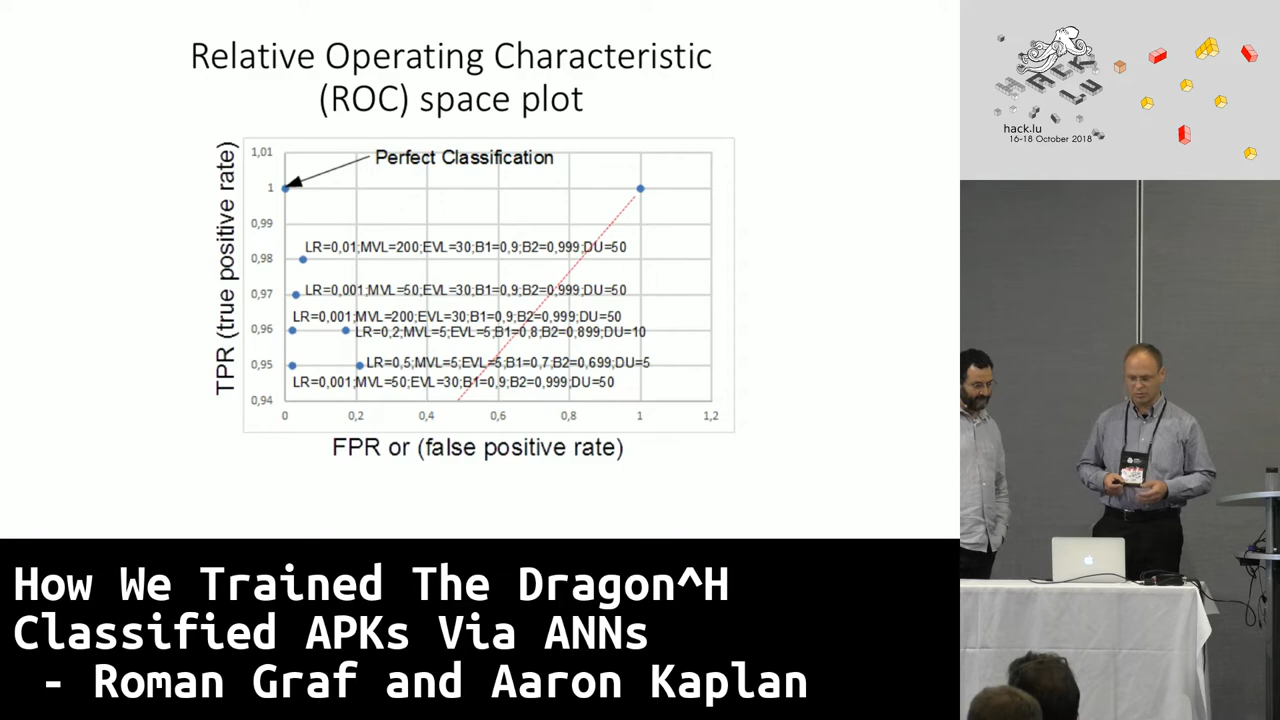 Relative Operating Characteristic
(ROC) space plot
TPR (true positive rate)
1,01
1
0,99
0,98
0,97
0,96
0,95
0,94
Perfect Classification
LR=0,01;MVL=200;EVL=30;B1=0,9;B2=0,999;DU=50
LR=0,001;MVL=50;EVL=30;B1=0,9;B2=0,999;DU=50
LR=0,001;MVL=200;EVL=30;B1=0,9;B2=0,999;DU=50
LR=0,2;MVL=5;EVL=5;B1=0,8;B2=0,899;DU=10
LR=0,5;MVL=5;EVL=5;B1=0,7;B2=0,699;DU=5
LR=0,001;MVL=50;EVL=30;B1=0,9;B2=0,999;DU=50
0 0,2 0,4 0,6 0,8 1 1,2
FPR or (false positive rate)
HACK
LU
hack.lu
16-18 October 2018
How We Trained The Dragon^H
Classified APKs Via ANNs
- Roman Graf and Aaron Kaplan